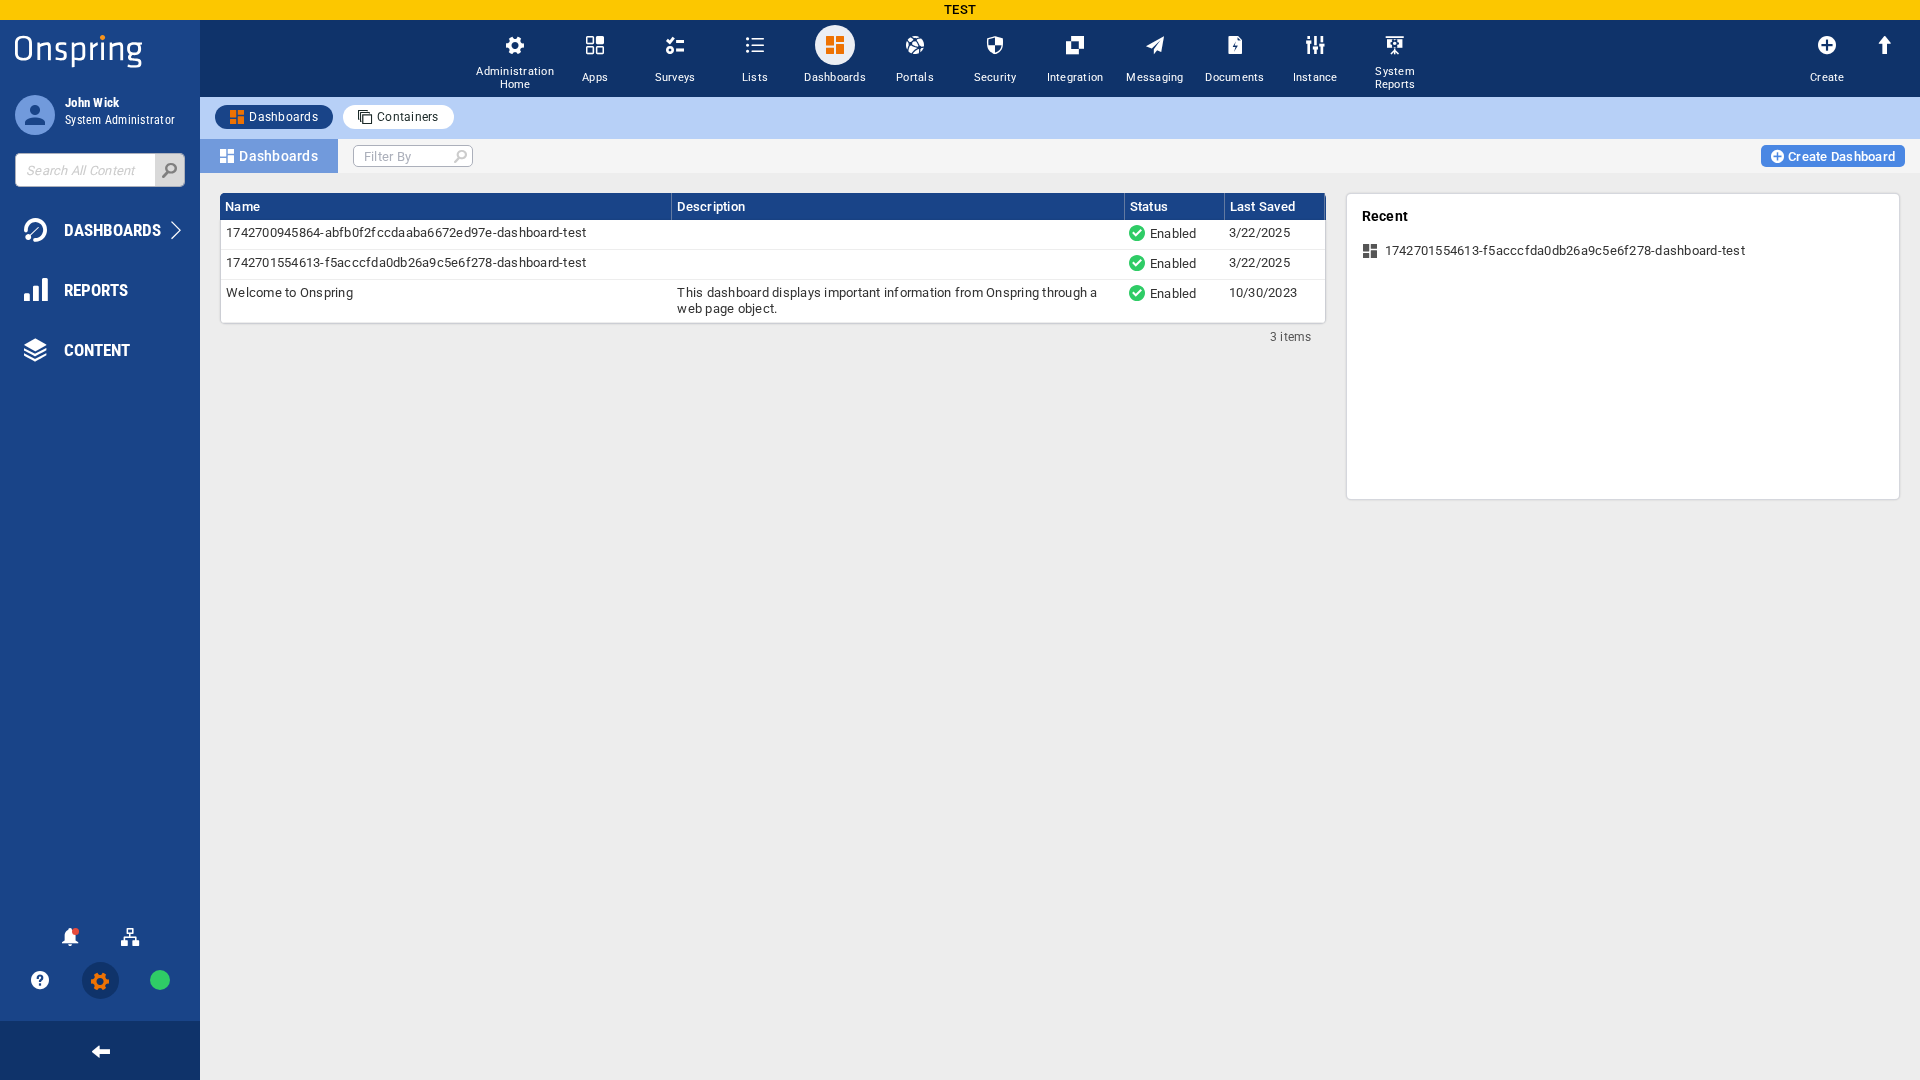 TEST
Onspring
John Wick
System Administrator
Search All Content
DASHBOARDS
REPORTS
CONTENT
Administration Home
Apps
Surveys
Lists
Dashboards
Portals
Security
Integration
Messaging
Documents
Instance
System Reports
Create
Dashboards
Containers
Dashboards
Filter By
Create Dashboard
Name Description Status Last Saved
1742700945864-abfb0f2fccdaaba6672ed97e-dashboard-test Enabled 3/22/2025
1742701554613-f5acccfda0db26a9c5e6f278-dashboard-test Enabled 3/22/2025
Welcome to Onspring This dashboard displays important information from Onspring through a Enabled 10/30/2023
web page object.
3 items
Recent
1742701554613-f5acccfda0db26a9c5e6f278-dashboard-test